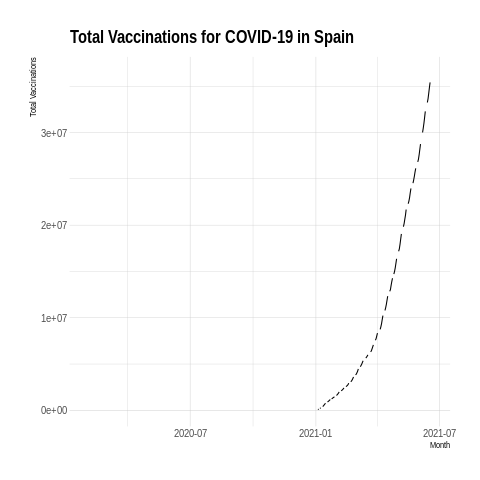 Total Vaccinations for COVID-19 in Spain
Total Vaccinations
3e+07
2e+07
1e+07
0e+00
2020-07
2021-01
2021-07
Month